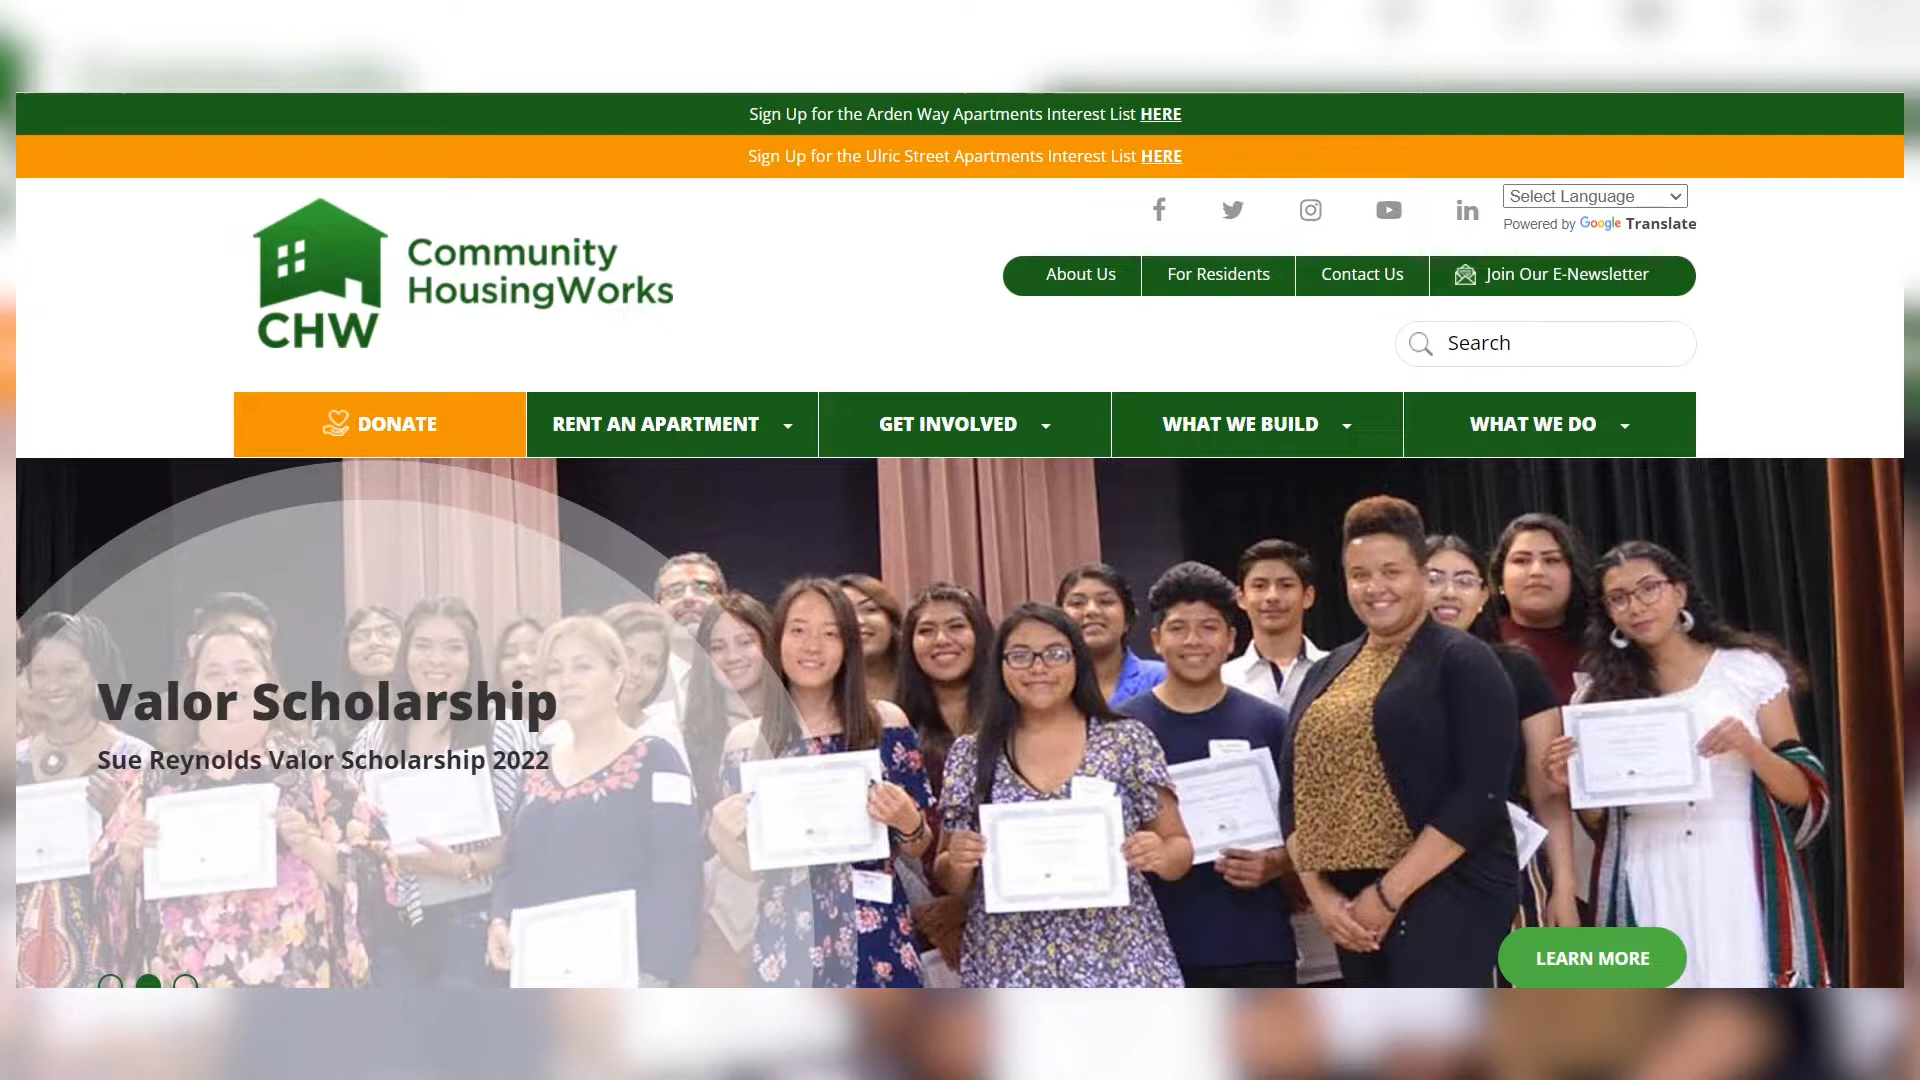 Sign Up for the Arden Way Apartments Interest List HERE
Sign Up for the Ulric Street Apartments Interest List HERE
Select Language
Powered by Google Translate
CHW
Community
HousingWorks
About Us
For Residents
Contact Us
Join Our E-Newsletter
Search
DONATE
RENT AN APARTMENT
GET INVOLVED
WHAT WE BUILD
WHAT WE DO
Valor Scholarship
Sue Reynolds Valor Scholarship 2022
LEARN MORE